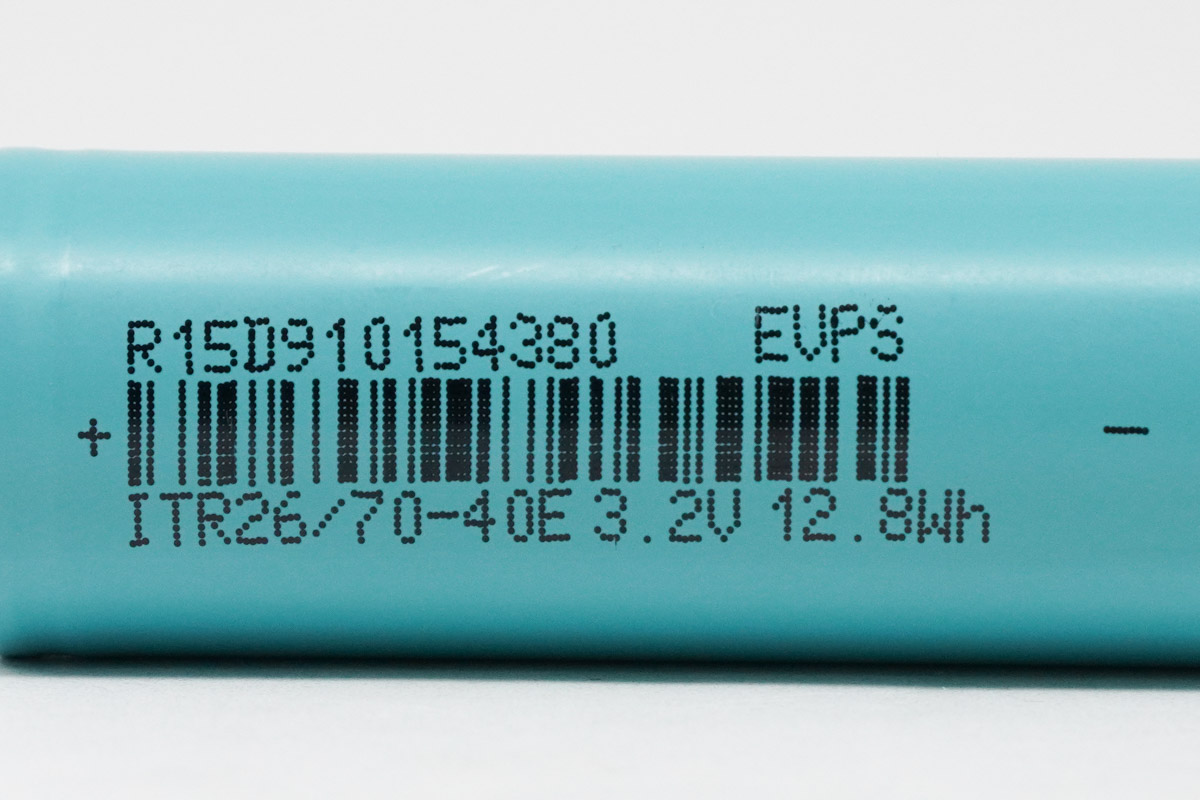 R15D910154380 EVPS
+ -
ITR26/70-40E 3.2V 12.8Wh